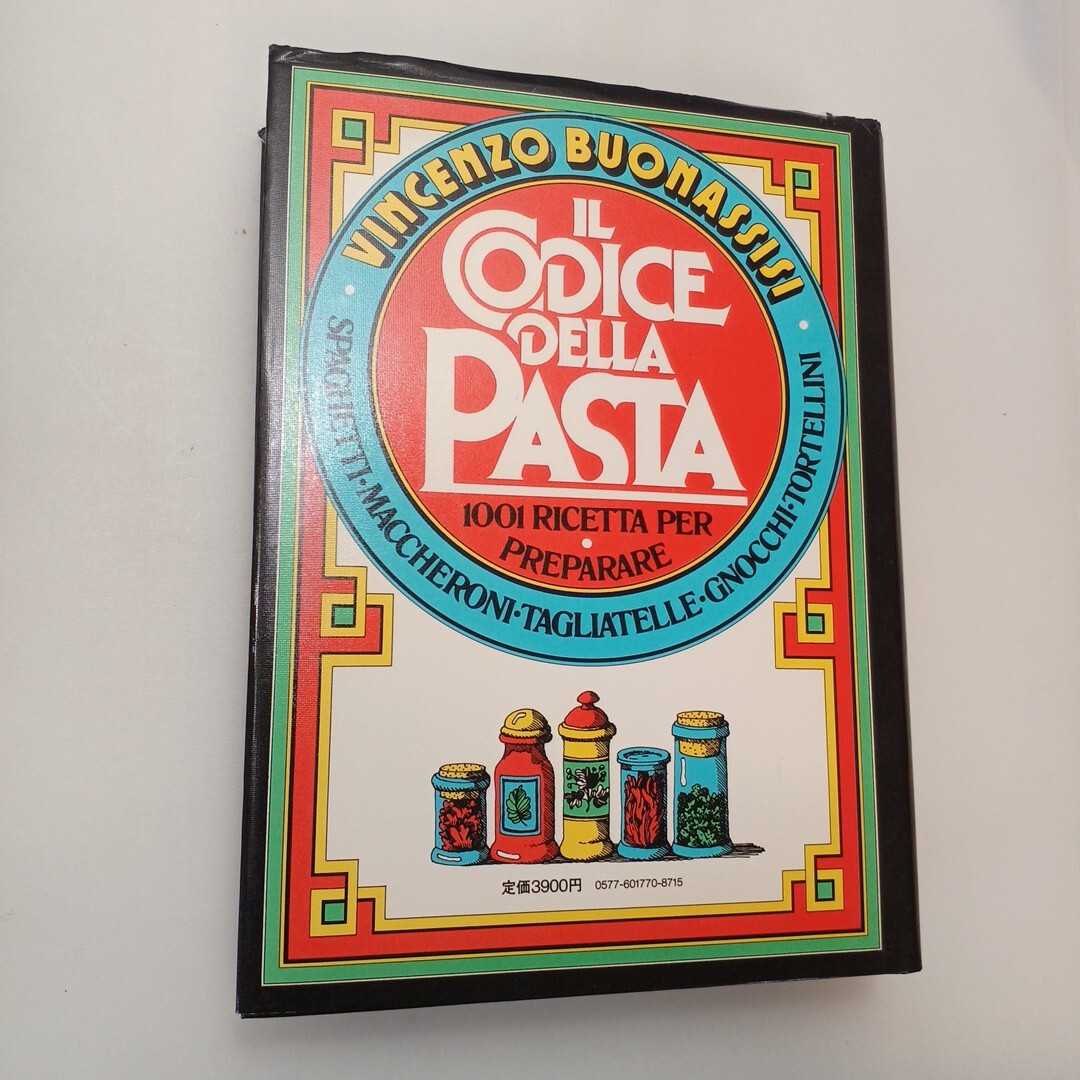 VINCENZO BUONASSISI
IL
CODICE
DELLA
PASTA
1001 RICETTA PER
PREPARARE
SPAGHETTI·MACCHERONI·TAGLIATELLE·GNOCCHI·TORTELLINI
定価3900円 0577-601770-8715